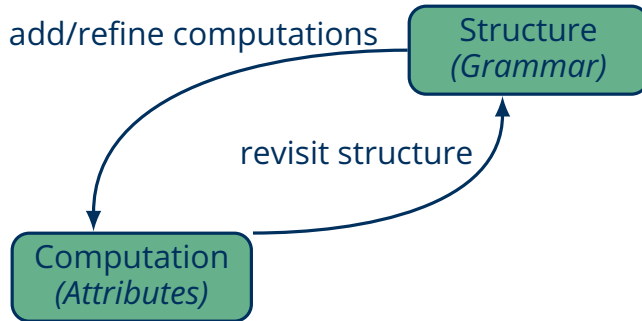 add/refine computations
Structure
(Grammar)
revisit structure
Computation
(Attributes)